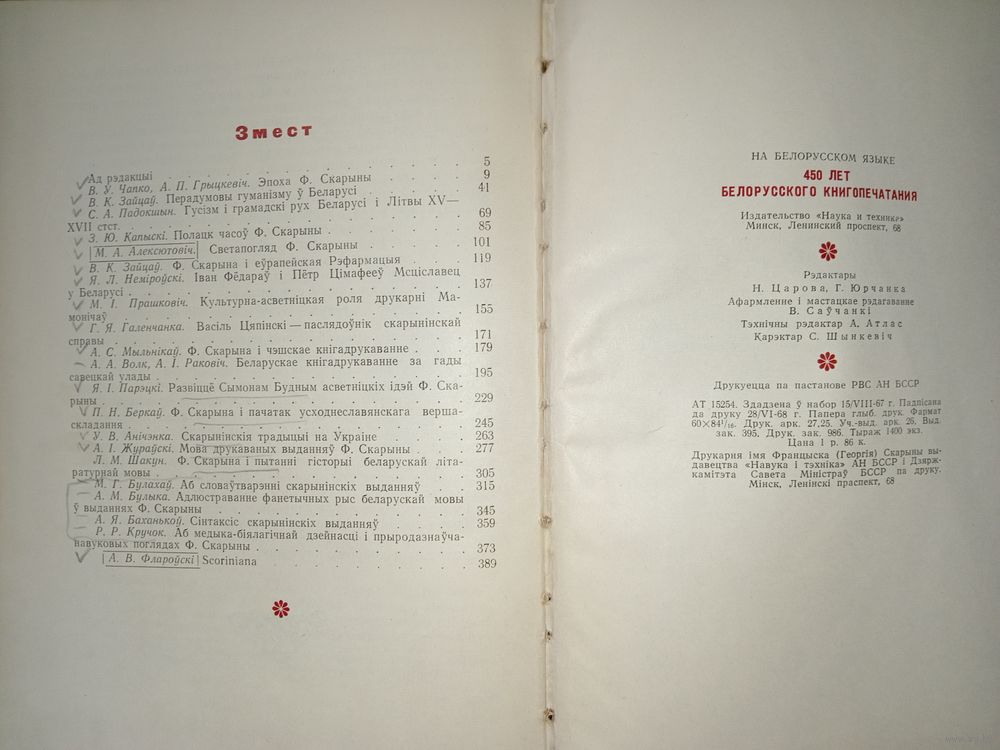 Змест
Ад рэдакцыі . . . . . . . . . . 5
В. У. Чапко, А. П. Грыцкевіч. Эпоха Ф. Скарыны . . . 9
В. К. Зайцаў. Перадумовы гуманізму ў Беларусі . . . 41
С. А. Падокшын. Гусізм і грамадскі рух Беларусі і Літвы XV—
XVII стст. . . . . . . . . . . 69
З. Ю. Капыскі. Полацк часоў Ф. Скарыны . . . . . 85
М. А. Алексютовіч. Светапогляд Ф. Скарыны . . . . 101
В. К. Зайцаў. Ф. Скарына і еўрапейская Рэфармацыя . . . 119
Я. Л. Неміроўскі. Іван Фёдараў і Пётр Цімафееў Мсціславец
у Беларусі . . . . . . . . . . 137
М. І. Прашковіч. Культурна-асветніцкая роля друкарні Ма-
монічаў . . . . . . . . . . 155
Г. Я. Галенчанка. Васіль Цяпінскі — паслядоўнік скарынінскай
справы . . . . . . . . . . 171
А. С. Мыльнікаў. Ф. Скарына і чэшскае кнігадрукаванне . . 179
А. А. Волк, А. І. Раковіч. Беларускае кнігадрукаванне за гады
савецкай улады . . . . . . . . . 195
Я. І. Парэцкі. Развіццё Сымонам Будным асветніцкіх ідэй Ф. Ска-
рыны . . . . . . . . . . 229
П. Н. Беркаў. Ф. Скарына і пачатак усходнеславянскага верша-
складання . . . . . . . . . . 245
У. В. Анічэнка. Скарынінскія традыцыі на Украіне . . . 263
А. І. Жураўскі. Мова друкаваных выданняў Ф. Скарыны . . 277
Л. М. Шакун. Ф. Скарына і пытанні гісторыі беларускай літа-
ратурнай мовы . . . . . . . . . 305
М. Г. Булахаў. Аб словаўтварэнні скарынінскіх выданняў . . 315
А. М. Булыка. Адлюстраванне фанетычных рыс беларускай мовы
ў выданнях Ф. Скарыны . . . . . . . . 345
А. Я. Баханькоў. Сінтаксіс скарынінскіх выданняў . . . 359
Р. Р. Кручок. Аб медыка-біялагічнай дзейнасці і прыродазнаўча-
навуковых поглядах Ф. Скарыны . . . . . . . 373
А. В. Флароўскі Scoriniana . . . . . . . 389
НА БЕЛОРУССКОМ ЯЗЫКЕ
450 ЛЕТ
БЕЛОРУССКОГО КНИГОПЕЧАТАНИЯ
Издательство «Наука и техника»
Минск, Ленинский проспект, 68
Рэдактары
Н. Царова, Г. Юрчанка
Афармленне і мастацкае рэдагаванне
В. Саўчанкі
Тэхнічны рэдактар А. Атлас
Карэктар С. Шынкевіч
Друкуецца па пастанове РВС АН БССР
АТ 15254. Здадзена ў набор 15/VIII-67 г. Падпісана
да друку 28/VI-68 г. Папера глыб. друк. Фармат
60×84¹/₁₆. Друк. арк. 27,25. Уч.-выд. арк. 26. Выд.
зак. 395. Друк. зак. 986. Тыраж 1400 экз.
Цана 1 р. 86 к.
Друкарня імя Францыска (Георгія) Скарыны вы-
давецтва «Навука і тэхніка» АН БССР і Дзярж-
камітэта Савета Міністраў БССР па друку.
Мінск, Ленінскі праспект, 68